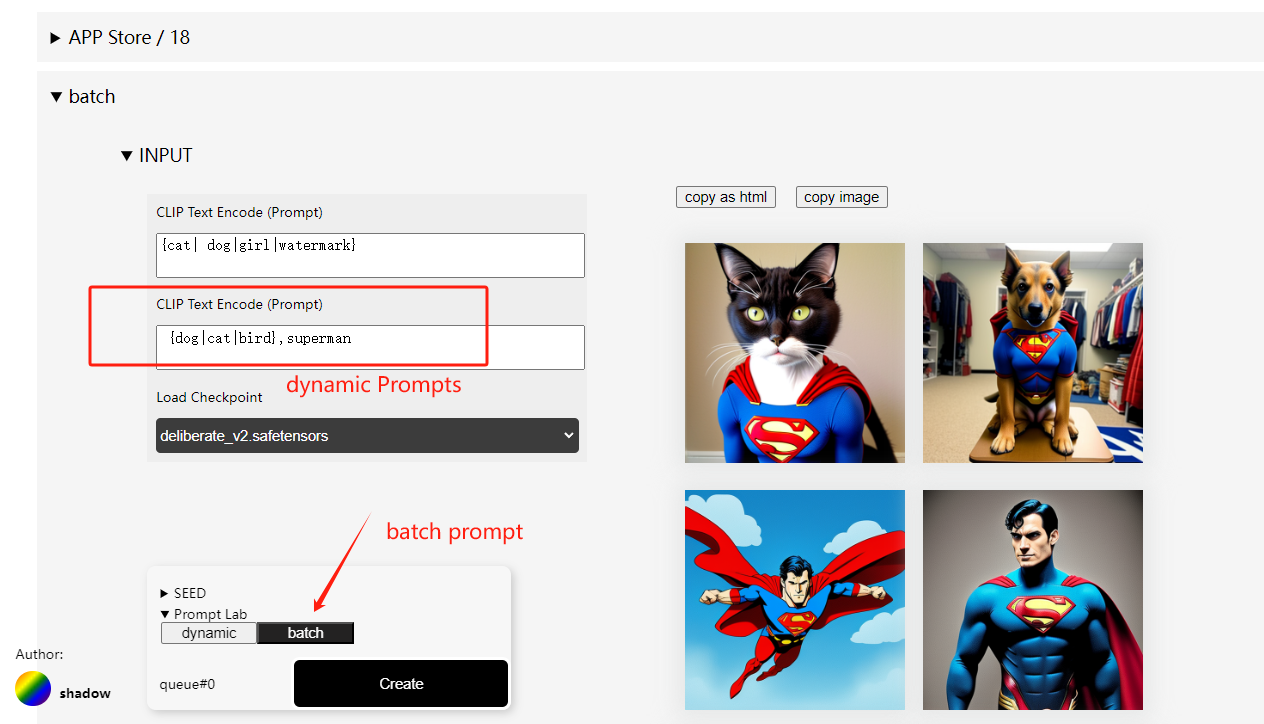 APP Store / 18
batch
INPUT
copy as html copy image
CLIP Text Encode (Prompt)
{cat| dog|girl|watermark}
CLIP Text Encode (Prompt)
{dog|cat|bird},superman
dynamic Prompts
Load Checkpoint
deliberate_v2.safetensors
batch prompt
SEED
Prompt Lab
dynamic batch
queue#0 Create
Author:
shadow